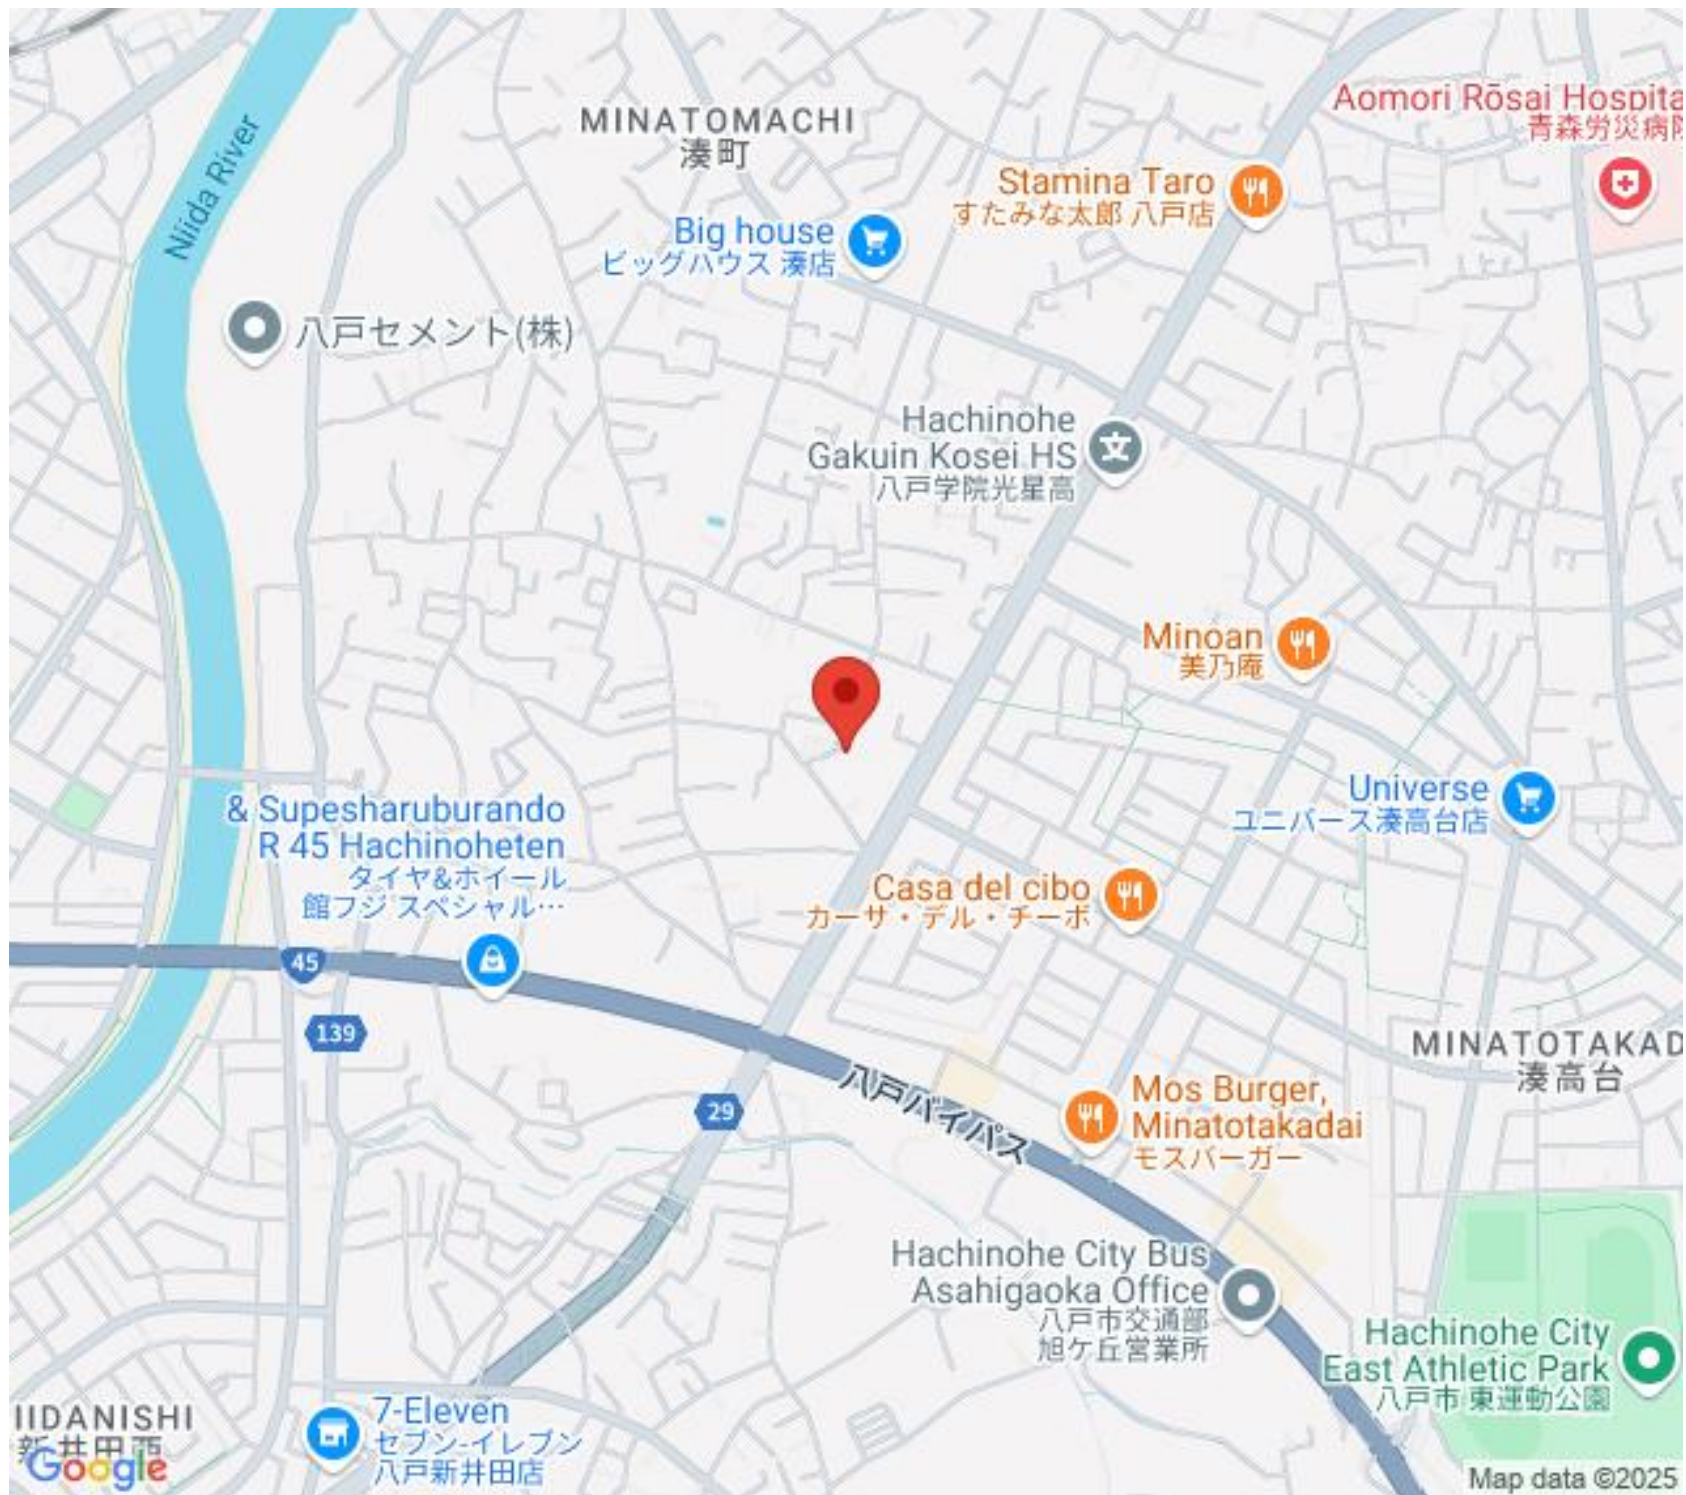 Niida River
MINATOMACHI
湊町
Aomori Rōsai Hospita
青森労災病院
Stamina Taro
すたみな太郎 八戸店
Big house
ビッグハウス 湊店
八戸セメント(株)
Hachinohe
Gakuin Kosei HS
八戸学院光星高
文
Minoan
美乃庵
Universe
ユニバース湊高台店
& Supesharuburando
R 45 Hachinoheten
タイヤ&ホイール
館フジ スペシャル…
Casa del cibo
カーサ・デル・チーボ
45
139
29
八戸バイパス
MINATOTAKAD
湊高台
Mos Burger,
Minatotakadai
モスバーガー
Hachinohe City Bus
Asahigaoka Office
八戸市交通部
旭ケ丘営業所
Hachinohe City
East Athletic Park
八戸市 東運動公園
7-Eleven
セブン-イレブン
八戸新井田店
IIDANISHI
新井田西
Google
Map data ©2025